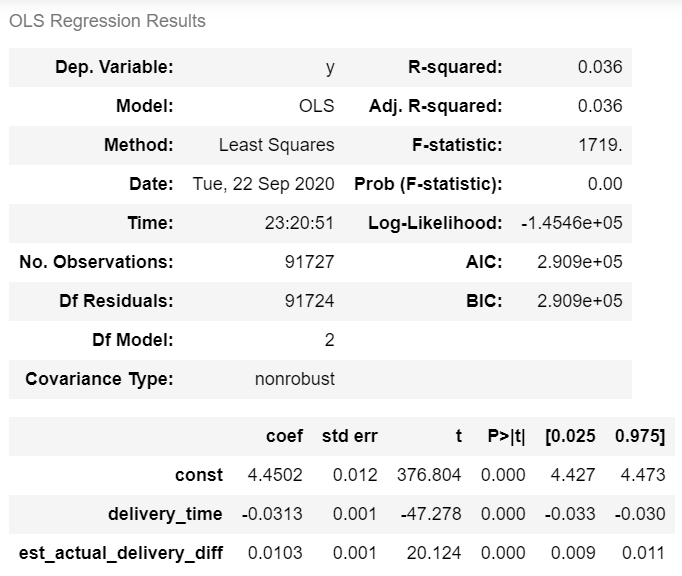 OLS Regression Results
Dep. Variable: y R-squared: 0.036
Model: OLS Adj. R-squared: 0.036
Method: Least Squares F-statistic: 1719.
Date: Tue, 22 Sep 2020 Prob (F-statistic): 0.00
Time: 23:20:51 Log-Likelihood: -1.4546e+05
No. Observations: 91727 AIC: 2.909e+05
Df Residuals: 91724 BIC: 2.909e+05
Df Model: 2
Covariance Type: nonrobust
coef std err t P>|t| [0.025 0.975]
const 4.4502 0.012 376.804 0.000 4.427 4.473
delivery_time -0.0313 0.001 -47.278 0.000 -0.033 -0.030
est_actual_delivery_diff 0.0103 0.001 20.124 0.000 0.009 0.011